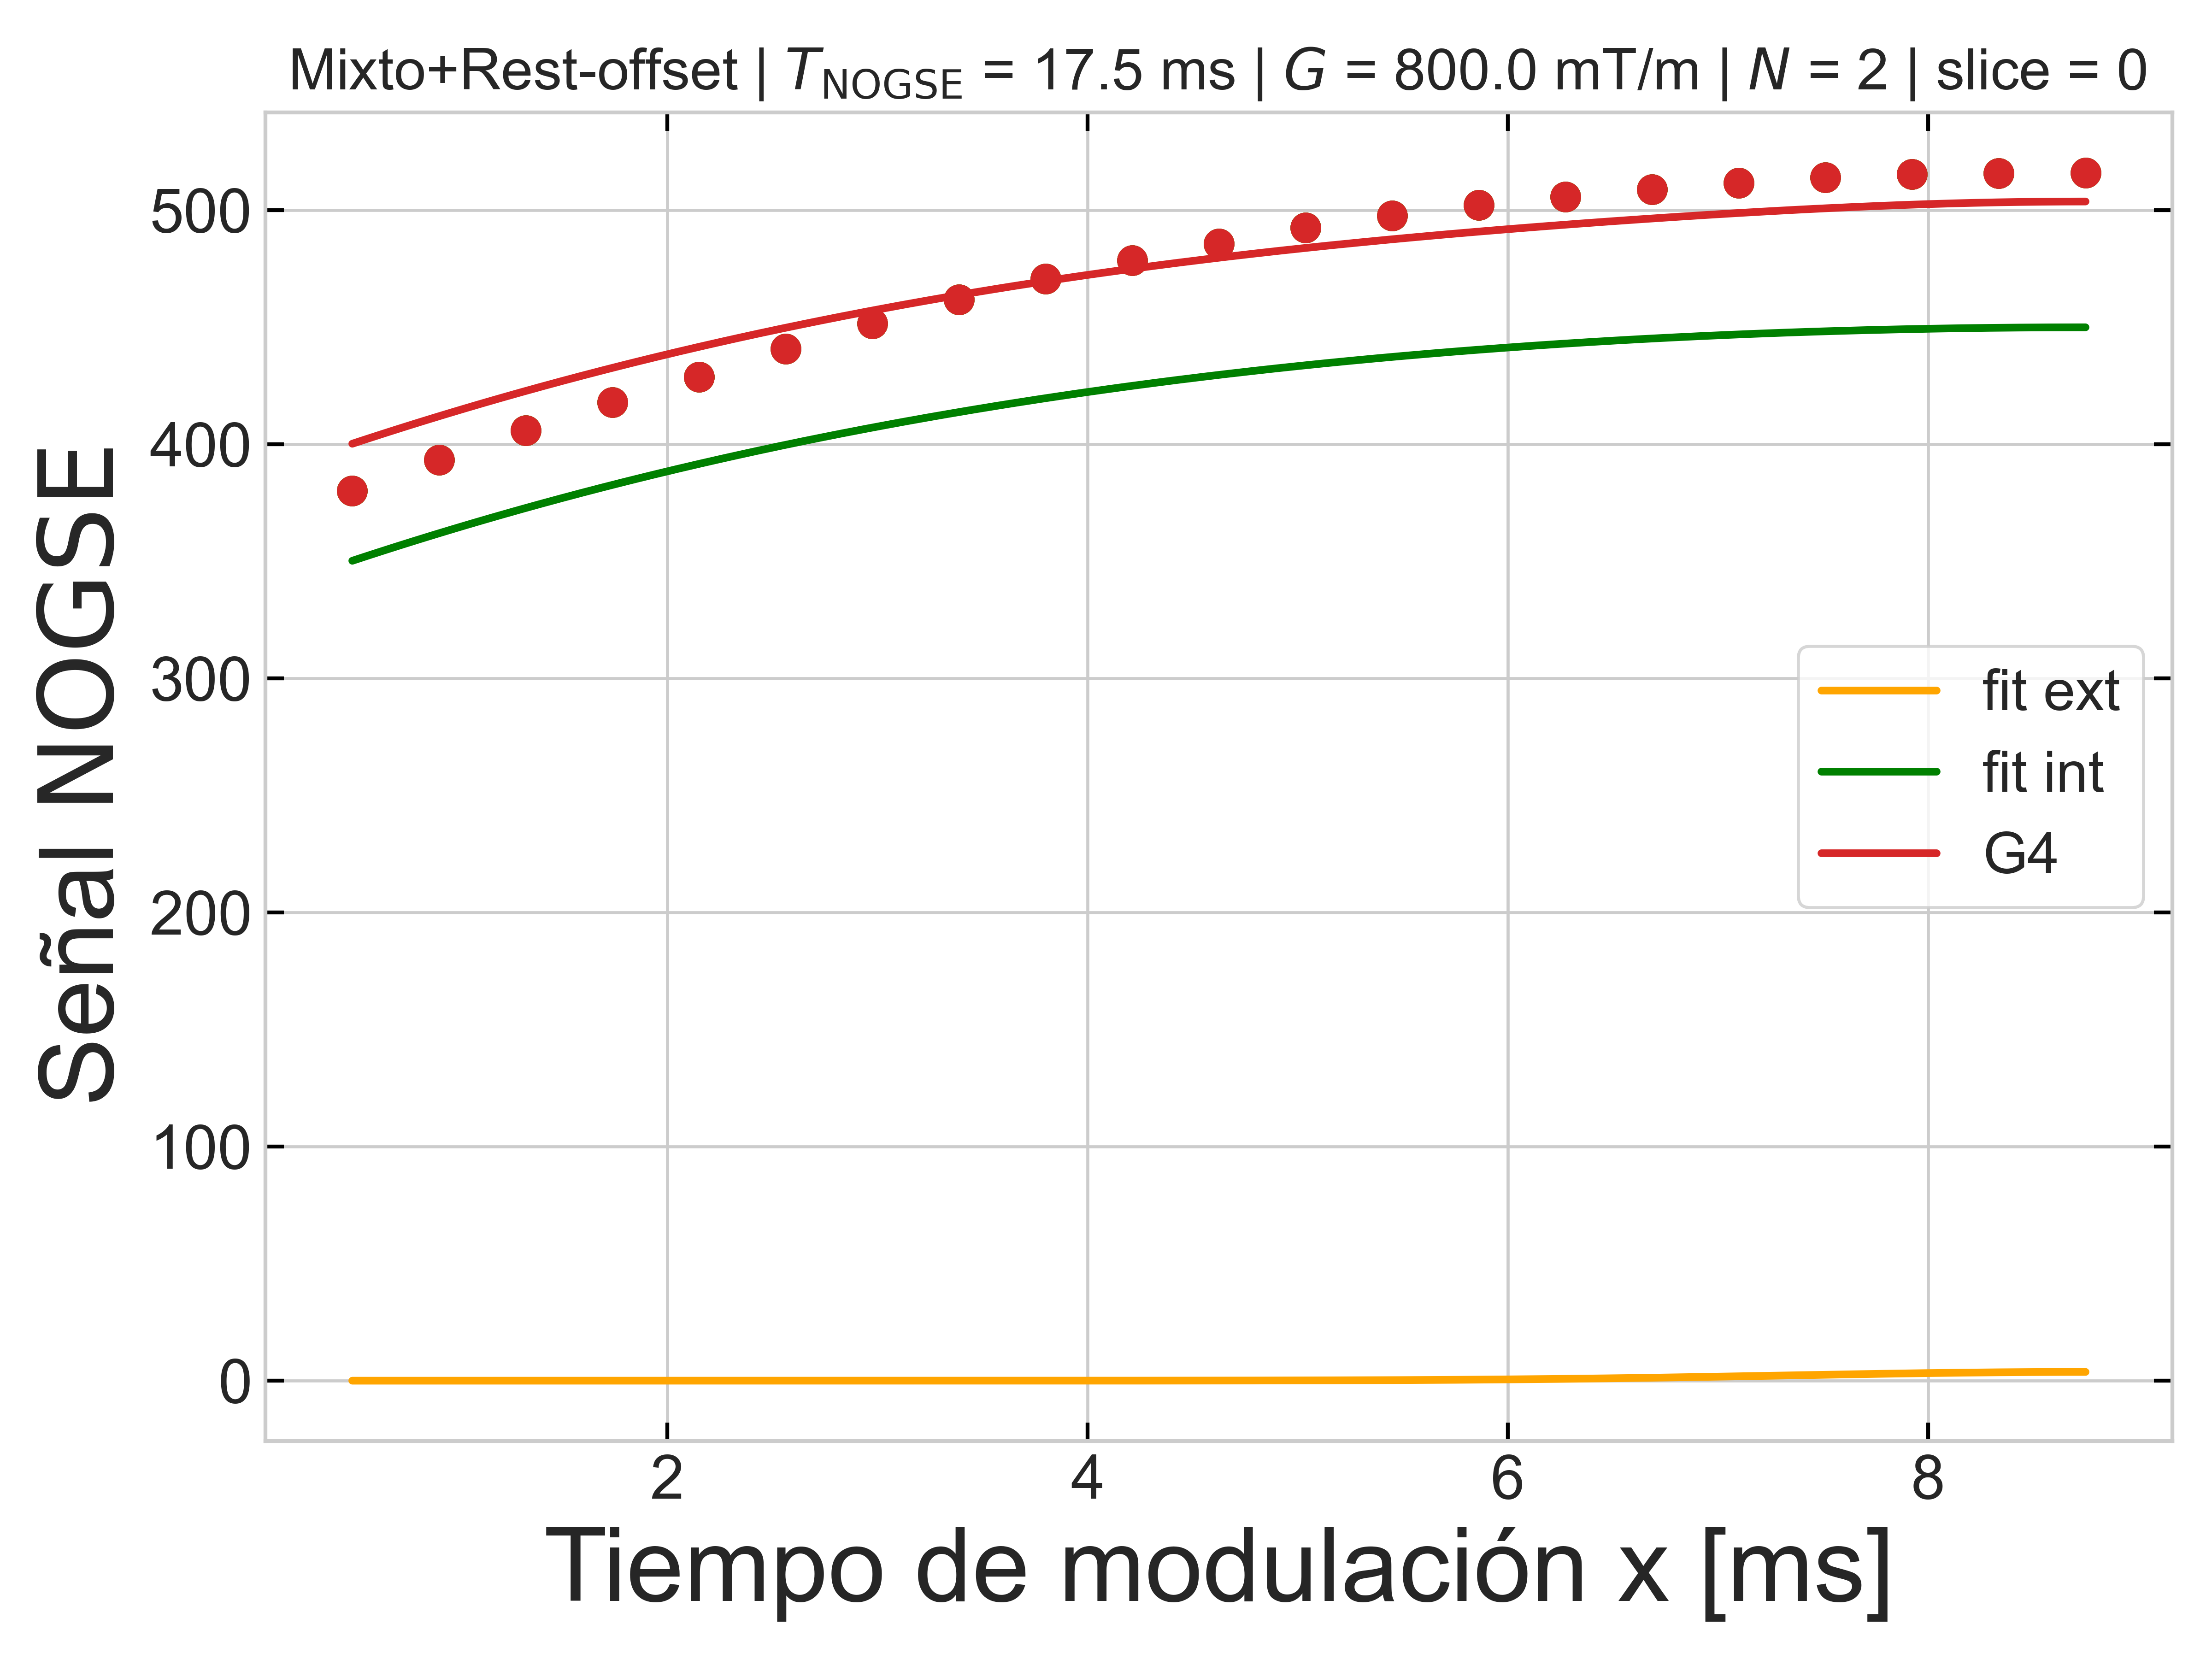 Mixto+Rest-offset | T_NOGSE = 17.5 ms | G = 800.0 mT/m | N = 2 | slice = 0
Señal NOGSE
500
400
300
200
100
0
fit ext
fit int
G4
2 4 6 8
Tiempo de modulación x [ms]